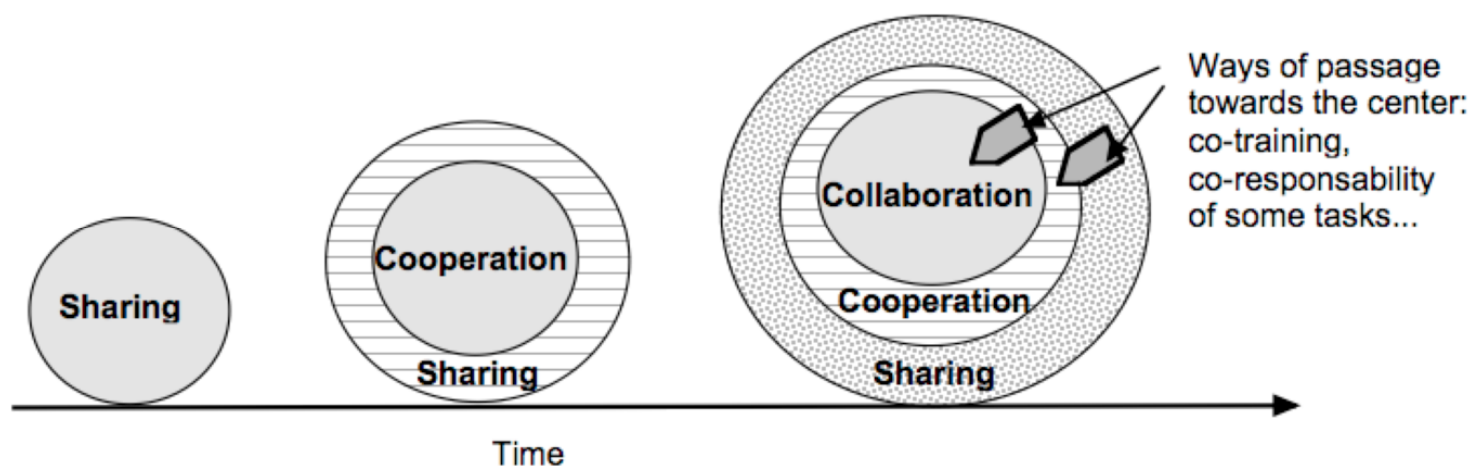 Sharing
Cooperation
Sharing
Collaboration
Cooperation
Sharing
Ways of passage
towards the center:
co-training,
co-responsability
of some tasks...
Time